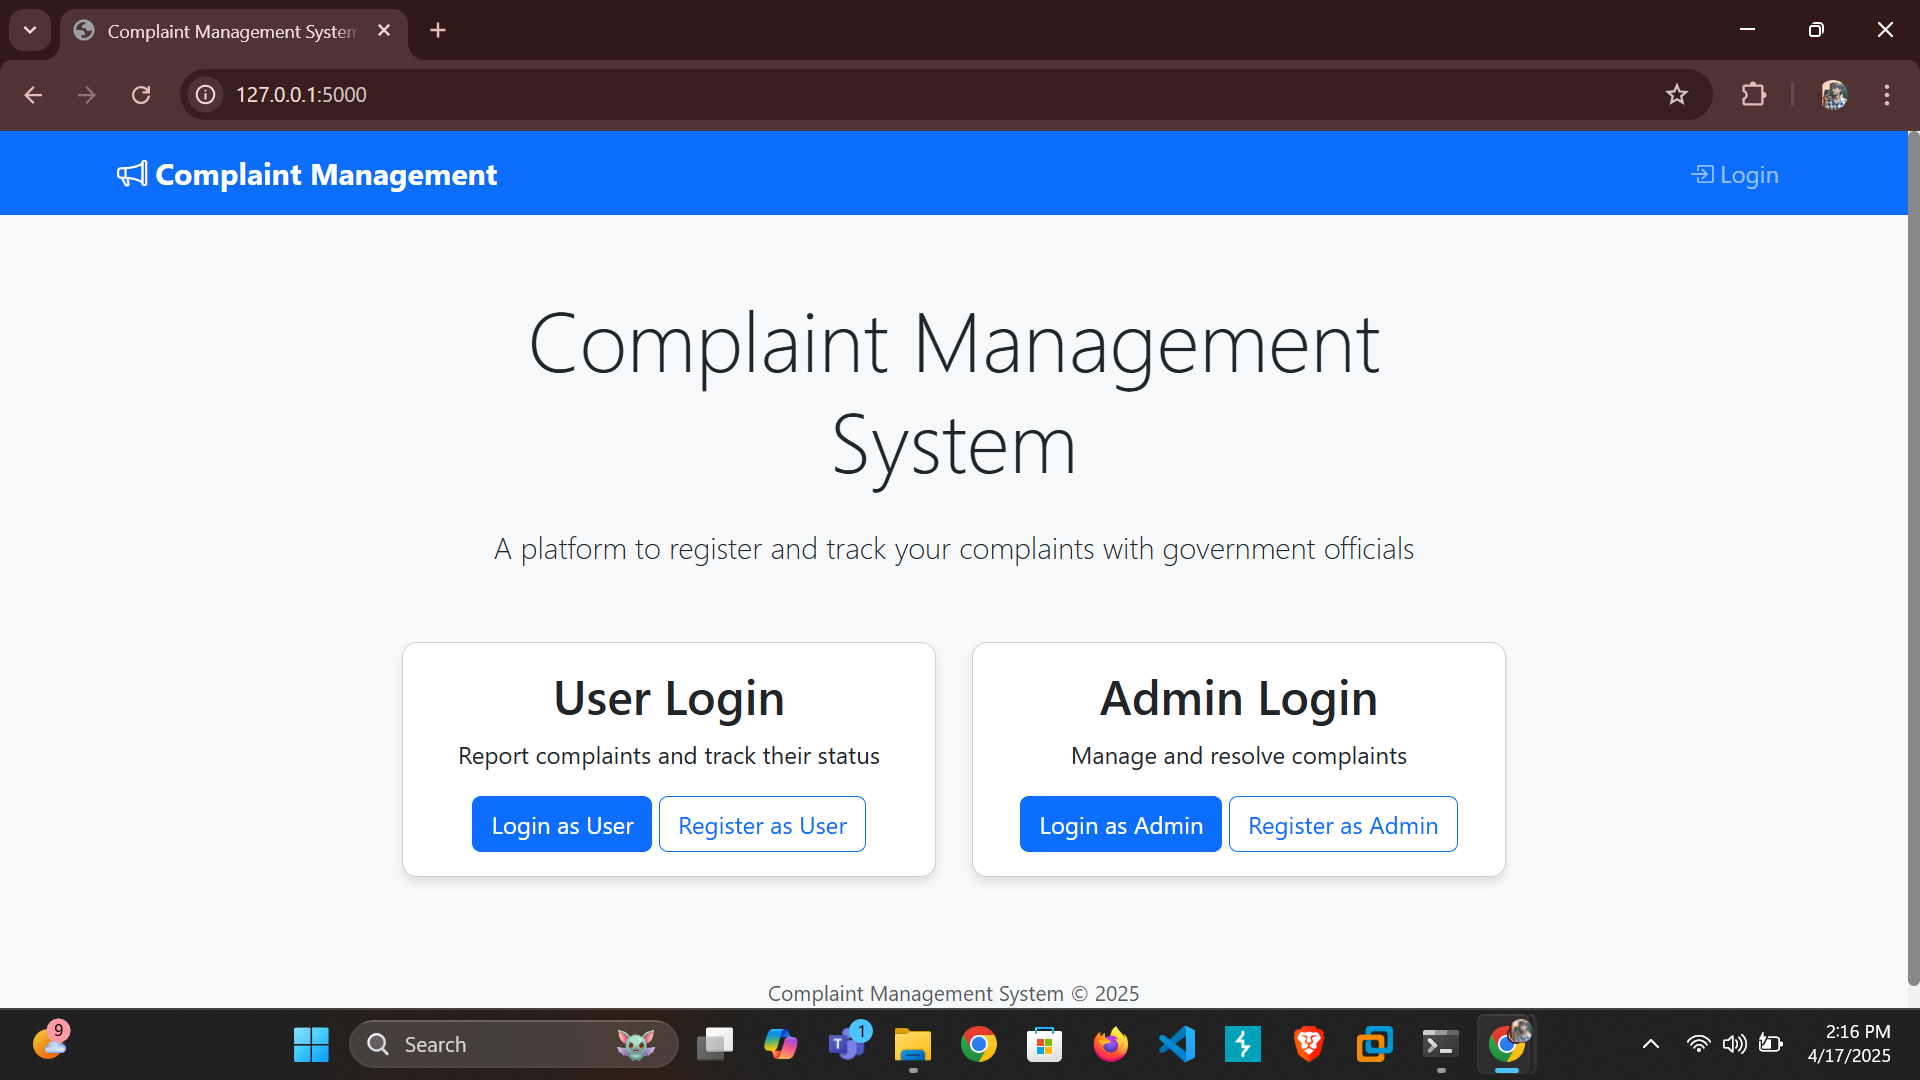 Complaint Management System
127.0.0.1:5000
Complaint Management
Login
Complaint Management
System
A platform to register and track your complaints with government officials
User Login
Report complaints and track their status
Login as User
Register as User
Admin Login
Manage and resolve complaints
Login as Admin
Register as Admin
Complaint Management System © 2025
9
Search
1
2:16 PM
4/17/2025